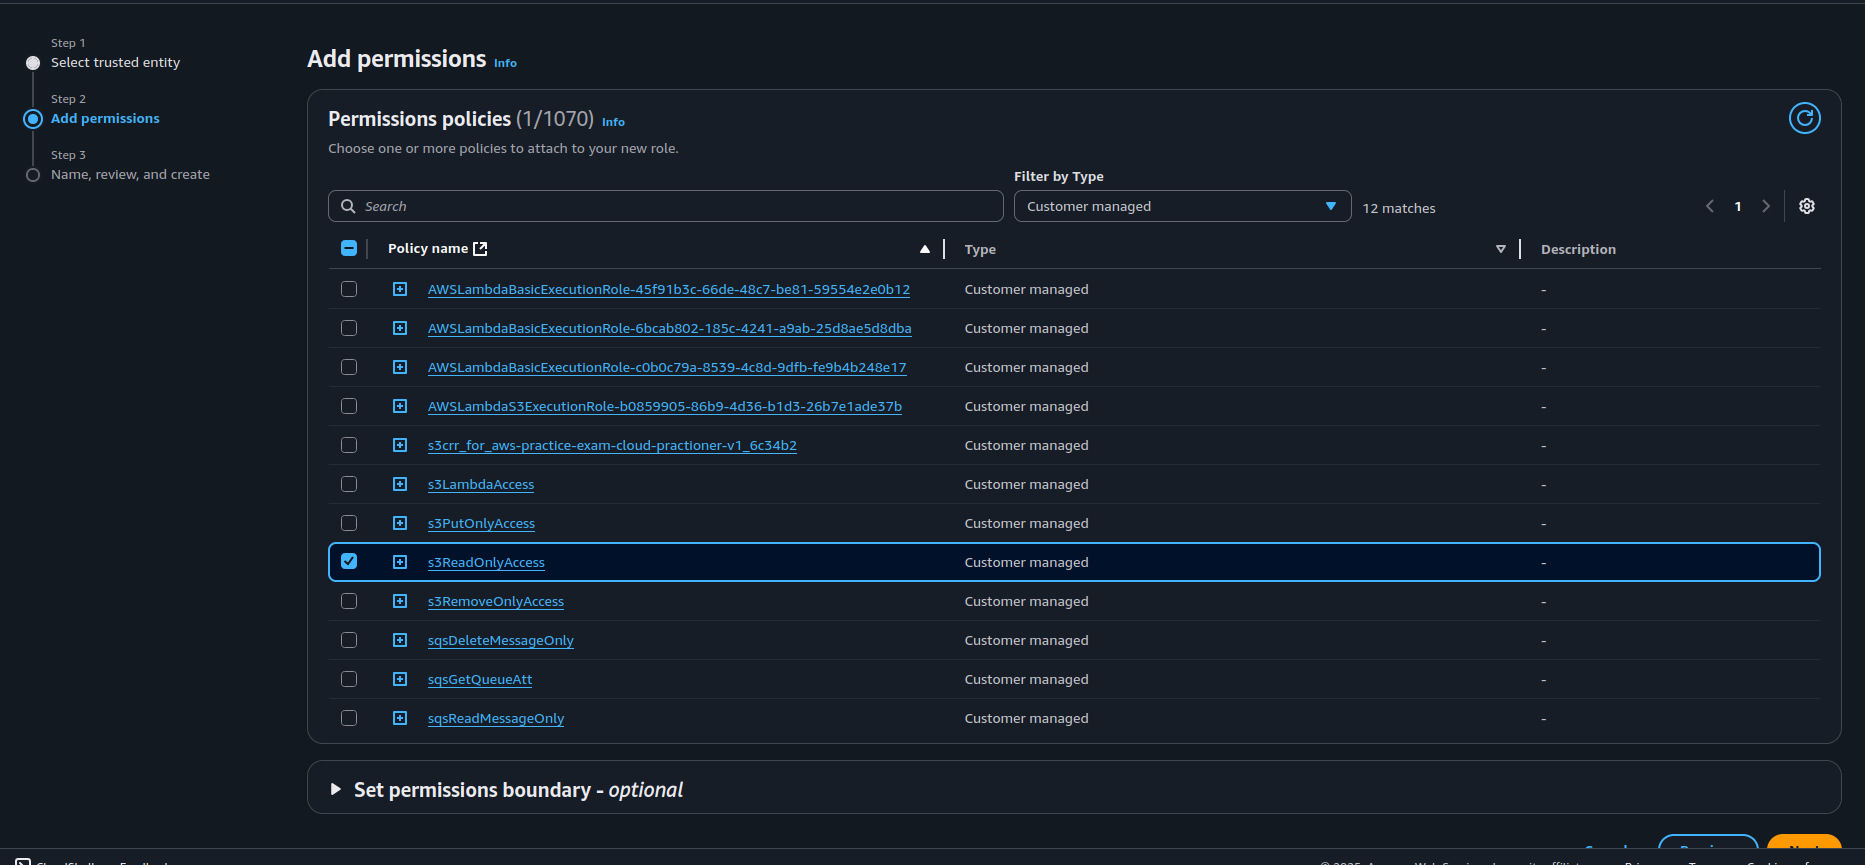 Step 1
Select trusted entity
Step 2
Add permissions
Step 3
Name, review, and create
Add permissions Info
Permissions policies (1/1070) Info
Choose one or more policies to attach to your new role.
Filter by Type
Search
Customer managed
12 matches
1
Policy name
Type
Description
AWSLambdaBasicExecutionRole-45f91b3c-66de-48c7-be81-59554e2e0b12 Customer managed -
AWSLambdaBasicExecutionRole-6bcab802-185c-4241-a9ab-25d8ae5d8dba Customer managed -
AWSLambdaBasicExecutionRole-c0b0c79a-8539-4c8d-9dfb-fe9b4b248e17 Customer managed -
AWSLambdaS3ExecutionRole-b0859905-86b9-4d36-b1d3-26b7e1ade37b Customer managed -
s3crr_for_aws-practice-exam-cloud-practioner-v1_6c34b2 Customer managed -
s3LambdaAccess Customer managed -
s3PutOnlyAccess Customer managed -
s3ReadOnlyAccess Customer managed -
s3RemoveOnlyAccess Customer managed -
sqsDeleteMessageOnly Customer managed -
sqsGetQueueAtt Customer managed -
sqsReadMessageOnly Customer managed -
Set permissions boundary - optional